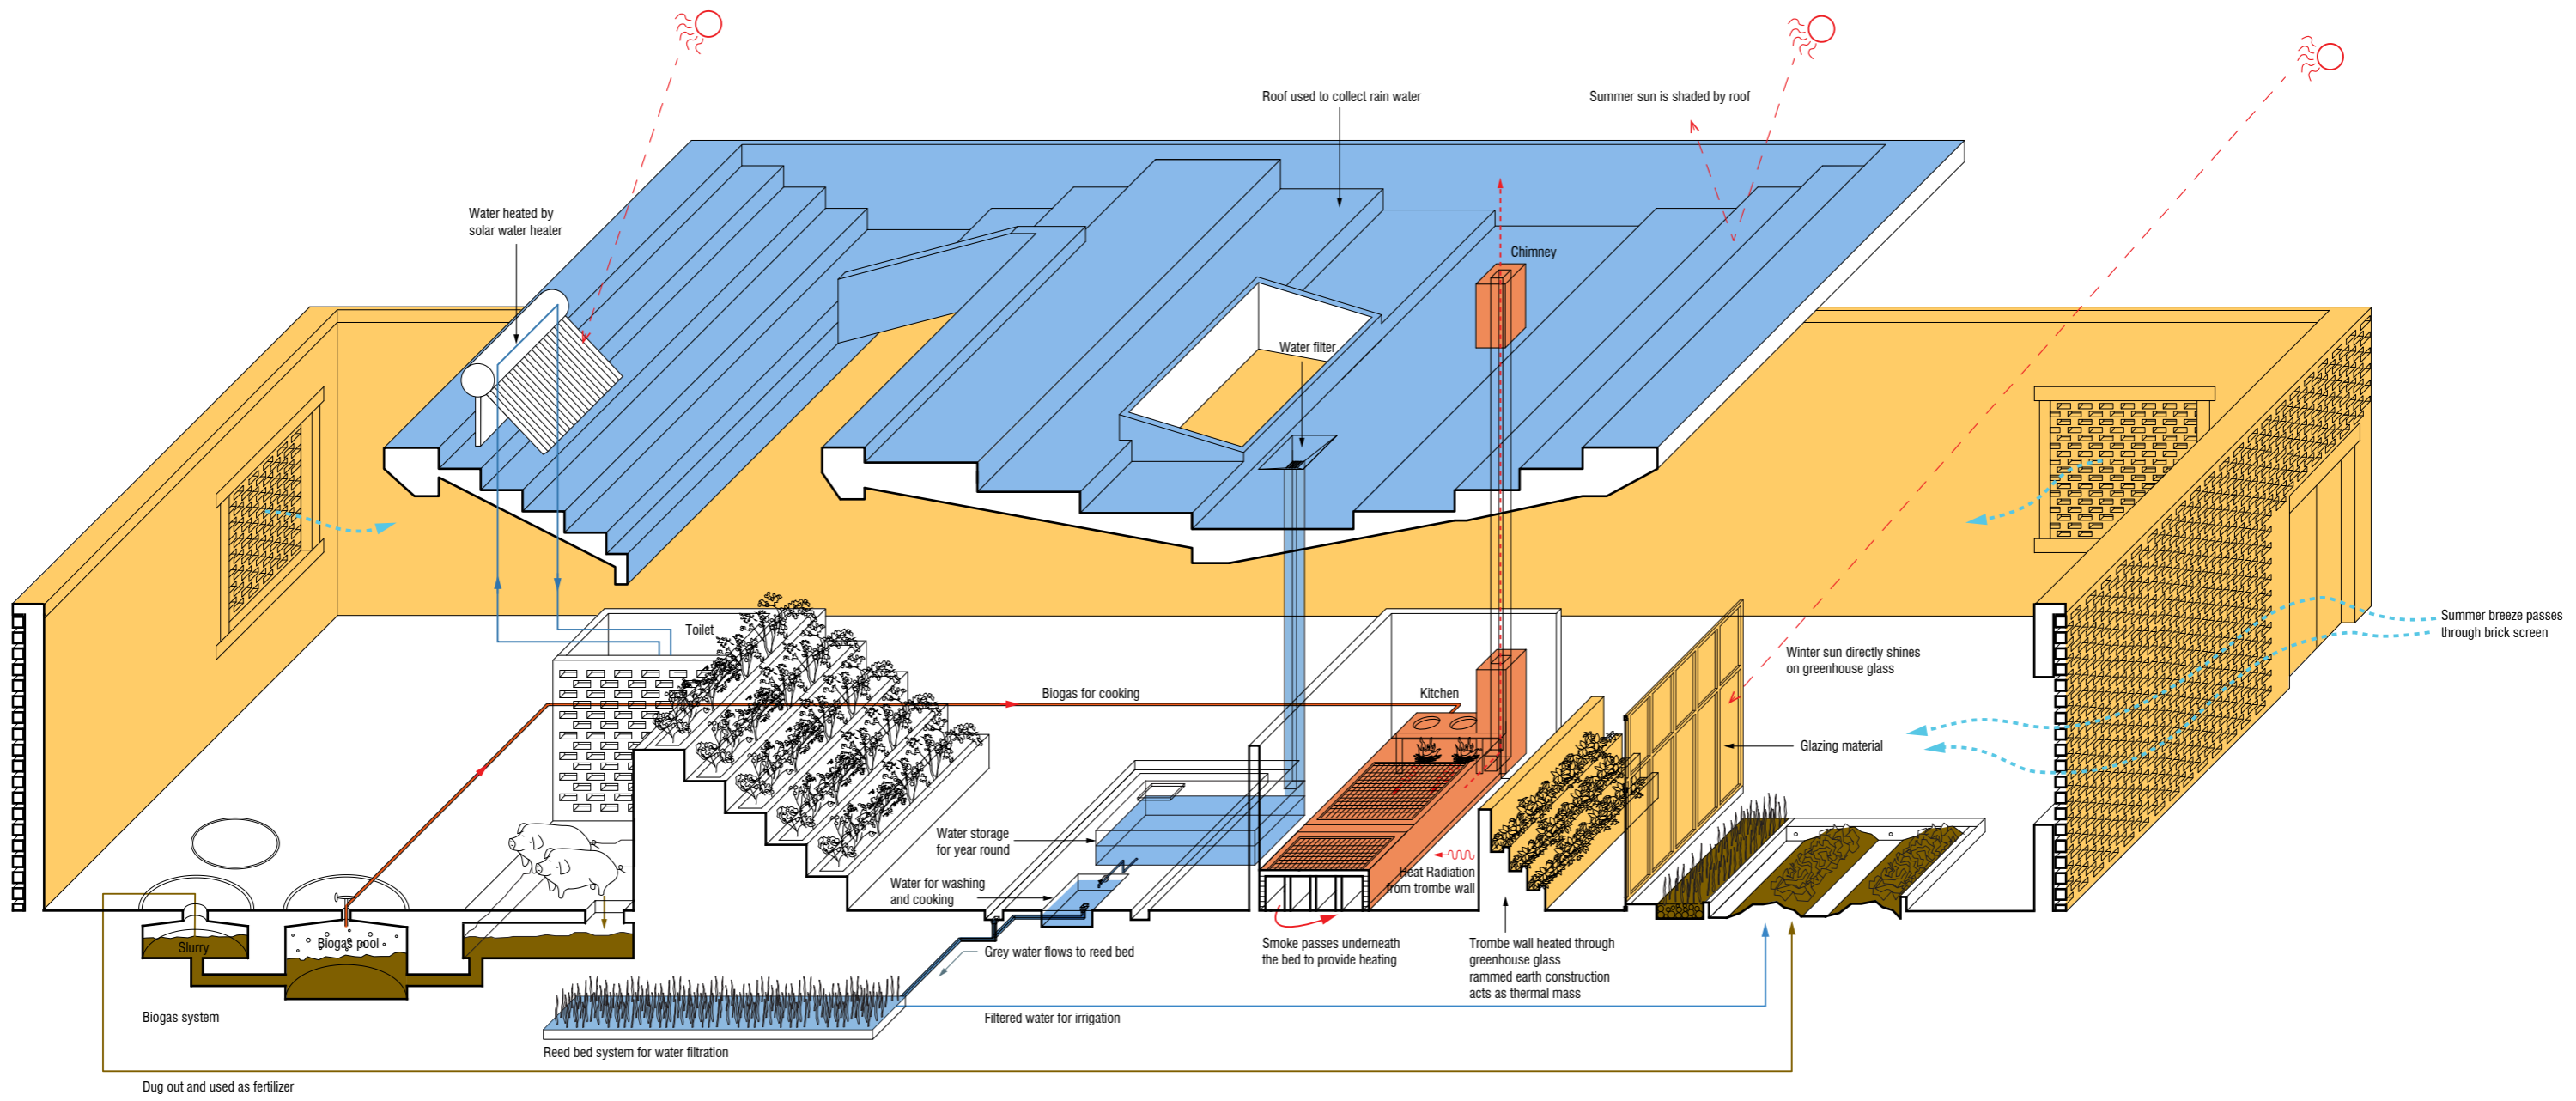 Roof used to collect rain water
Summer sun is shaded by roof
Water heated by
solar water heater
Chimney
Water filter
Summer breeze passes
through brick screen
Toilet
Winter sun directly shines
on greenhouse glass
Biogas for cooking
Kitchen
Glazing material
Water storage
for year round
Heat Radiation
from trombe wall
Water for washing
and cooking
Slurry
Biogas pool
Grey water flows to reed bed
Smoke passes underneath
the bed to provide heating
Trombe wall heated through
greenhouse glass
rammed earth construction
acts as thermal mass
Biogas system
Filtered water for irrigation
Reed bed system for water filtration
Dug out and used as fertilizer